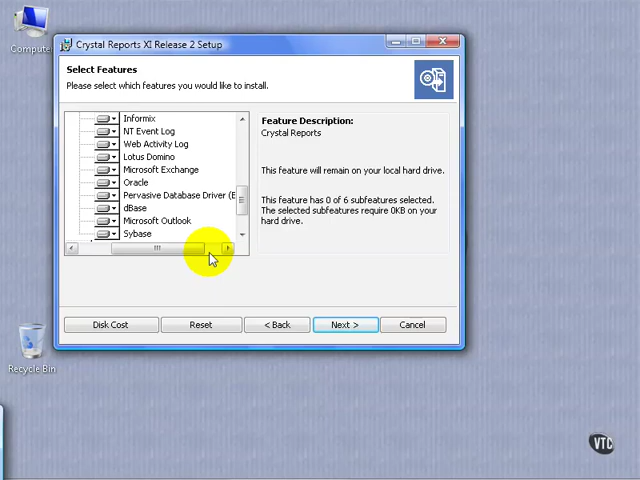 Computer
Crystal Reports XI Release 2 Setup
Select Features
Please select which features you would like to install.
Informix
NT Event Log
Web Activity Log
Lotus Domino
Microsoft Exchange
Oracle
Pervasive Database Driver (E
dBase
Microsoft Outlook
Sybase
Feature Description:
Crystal Reports
This feature will remain on your local hard drive.
This feature has 0 of 6 subfeatures selected.
The selected subfeatures require 0KB on your
hard drive.
Disk Cost
Reset
< Back
Next >
Cancel
Recycle Bin
VTC